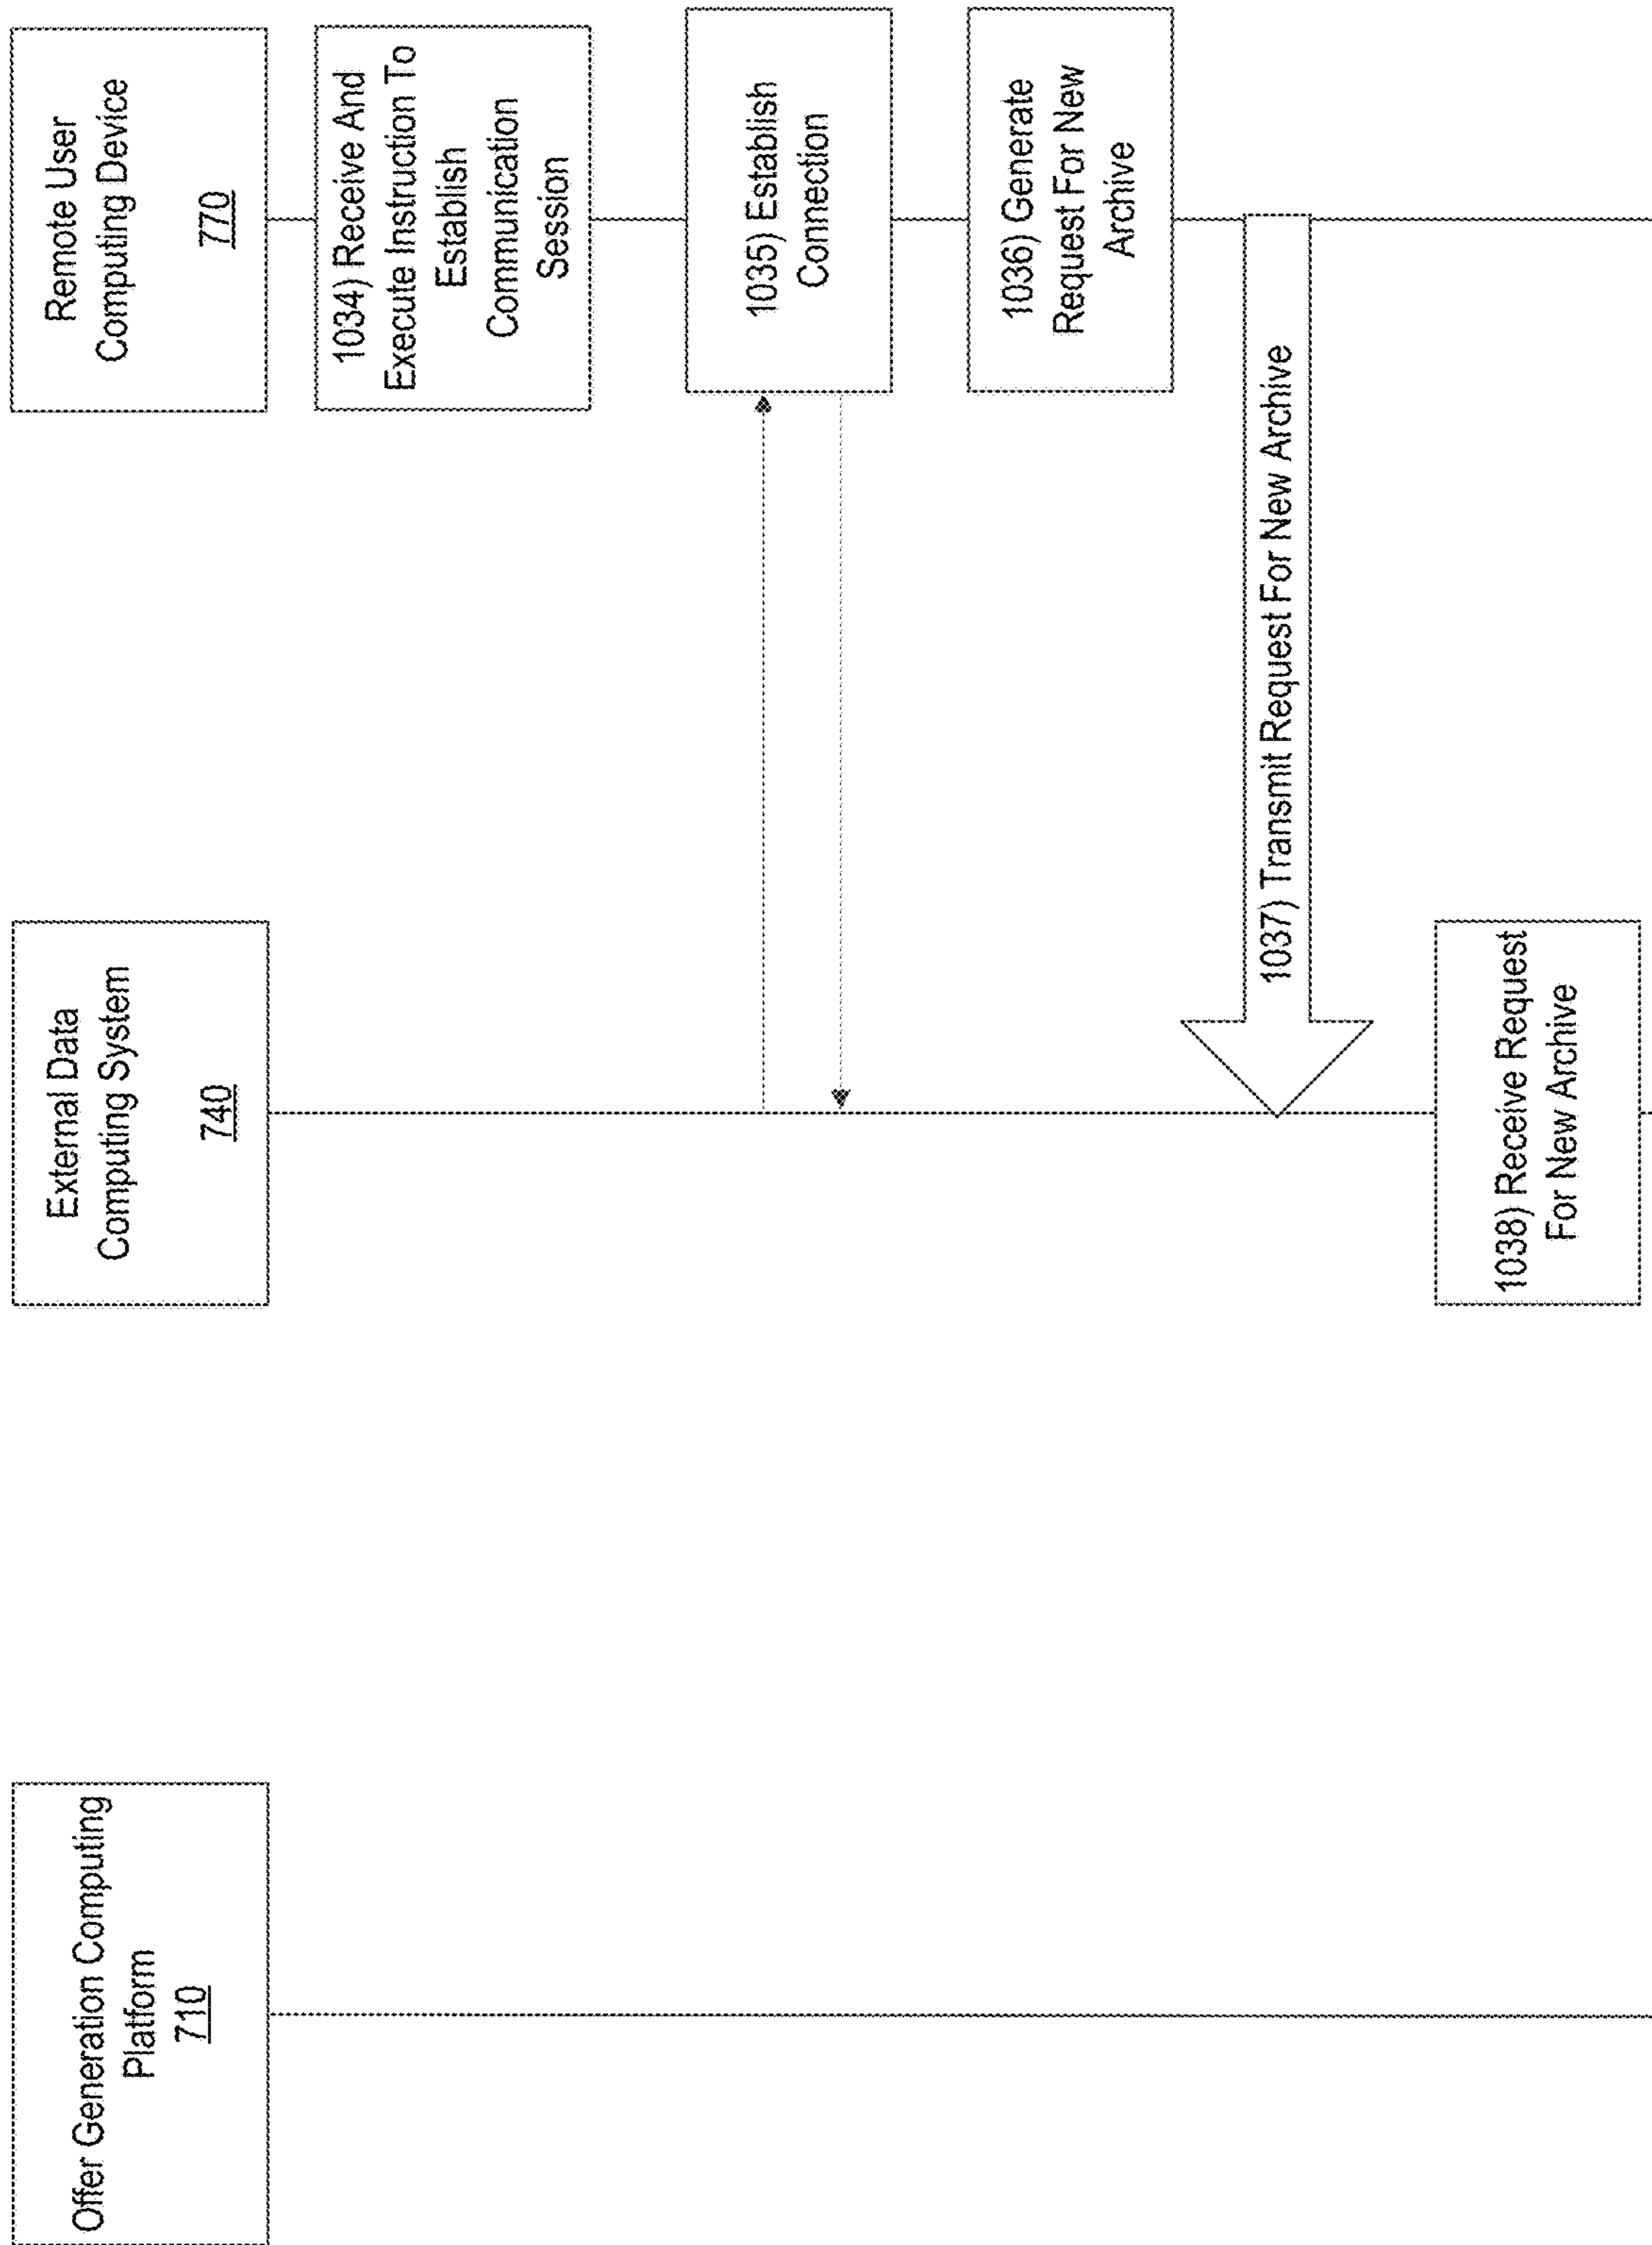 Offer Generation Computing
Platform
710
External Data
Computing System
740
Remote User
Computing Device
770
1034) Receive And
Execute Instruction To
Establish
Communication
Session
1035) Establish
Connection
1036) Generate
Request For New
Archive
1037) Transmit Request For New Archive
1038) Receive Request
For New Archive